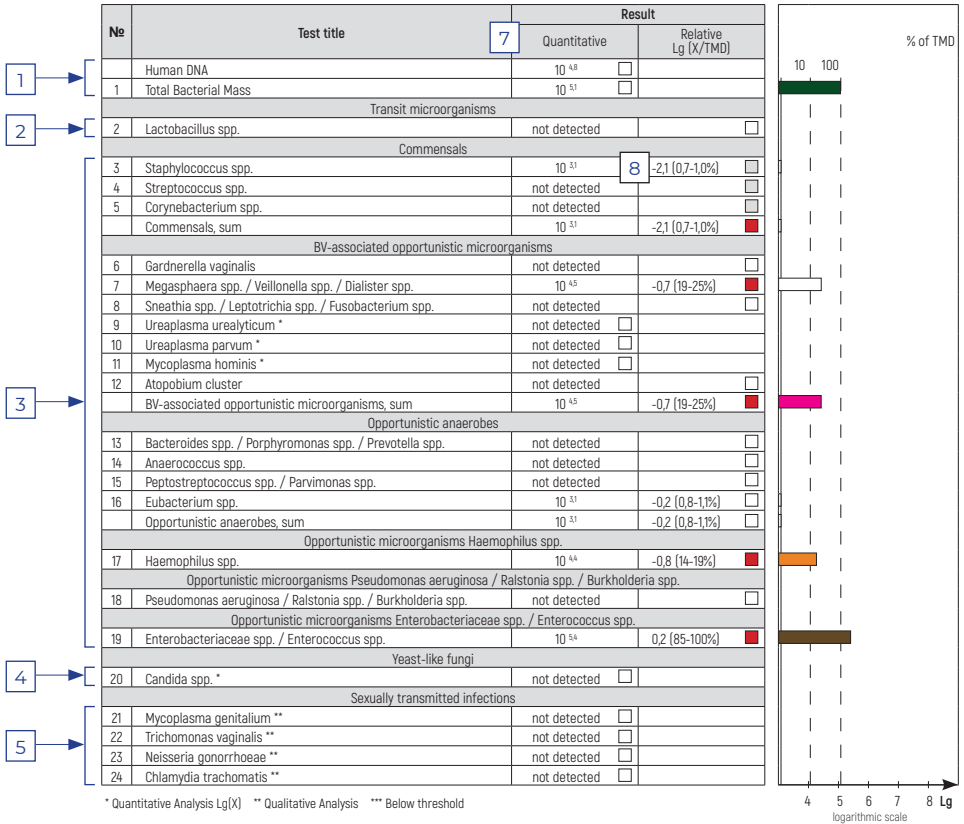 № Test title Result
7 Quantitative Relative Lg (X/TMD)
% of TMD
10 100
1
Human DNA 10 4,8
1 Total Bacterial Mass 10 5,1
Transit microorganisms
2
2 Lactobacillus spp. not detected
Commensals
3 Staphylococcus spp. 10 3,1 8 -2,1 (0,7-1,0%)
4 Streptococcus spp. not detected
5 Corynebacterium spp. not detected
Commensals, sum 10 3,1 -2,1 (0,7-1,0%)
BV-associated opportunistic microorganisms
6 Gardnerella vaginalis not detected
7 Megasphaera spp. / Veillonella spp. / Dialister spp. 10 4,5 -0,7 (19-25%)
8 Sneathia spp. / Leptotrichia spp. / Fusobacterium spp. not detected
9 Ureaplasma urealyticum * not detected
10 Ureaplasma parvum * not detected
11 Mycoplasma hominis * not detected
12 Atopobium cluster not detected
3
BV-associated opportunistic microorganisms, sum 10 4,5 -0,7 (19-25%)
Opportunistic anaerobes
13 Bacteroides spp. / Porphyromonas spp. / Prevotella spp. not detected
14 Anaerococcus spp. not detected
15 Peptostreptococcus spp. / Parvimonas spp. not detected
16 Eubacterium spp. 10 3,1 -0,2 (0,8-1,1%)
Opportunistic anaerobes, sum 10 3,1 -0,2 (0,8-1,1%)
Opportunistic microorganisms Haemophilus spp.
17 Haemophilus spp. 10 4,4 -0,8 (14-19%)
Opportunistic microorganisms Pseudomonas aeruginosa / Ralstonia spp. / Burkholderia spp.
18 Pseudomonas aeruginosa / Ralstonia spp. / Burkholderia spp. not detected
Opportunistic microorganisms Enterobacteriaceae spp. / Enterococcus spp.
19 Enterobacteriaceae spp. / Enterococcus spp. 10 5,4 0,2 (85-100%)
Yeast-like fungi
4
20 Candida spp. * not detected
Sexually transmitted infections
21 Mycoplasma genitalium ** not detected
22 Trichomonas vaginalis ** not detected
5
23 Neisseria gonorrhoeae ** not detected
24 Chlamydia trachomatis ** not detected
* Quantitative Analysis Lg(X) ** Qualitative Analysis *** Below threshold
4 5 6 7 8 Lg
logarithmic scale